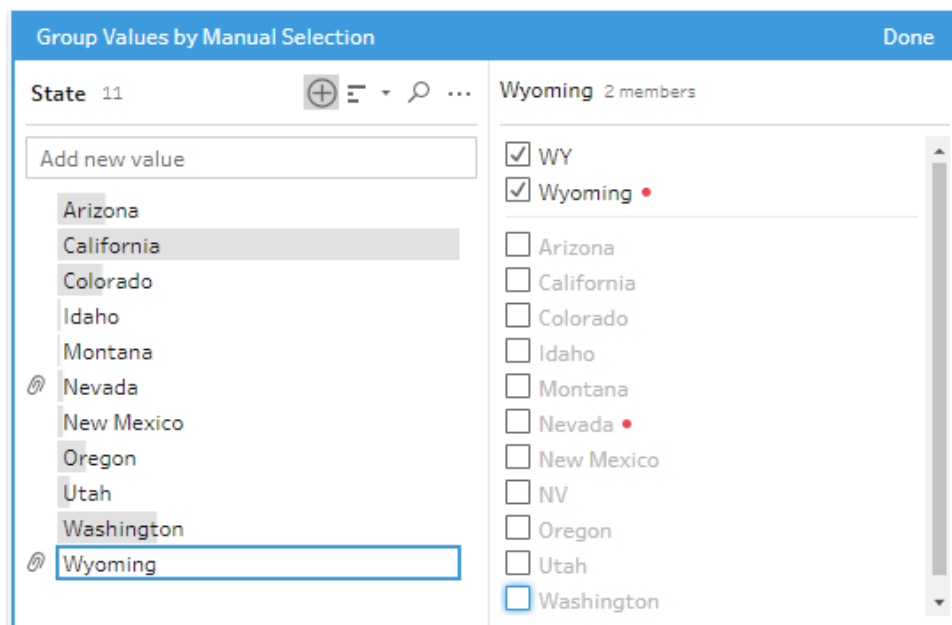 Group Values by Manual Selection Done
State 11
Add new value
Arizona
California
Colorado
Idaho
Montana
Nevada
New Mexico
Oregon
Utah
Washington
Wyoming
Wyoming 2 members
WY
Wyoming
Arizona
California
Colorado
Idaho
Montana
Nevada
New Mexico
NV
Oregon
Utah
Washington